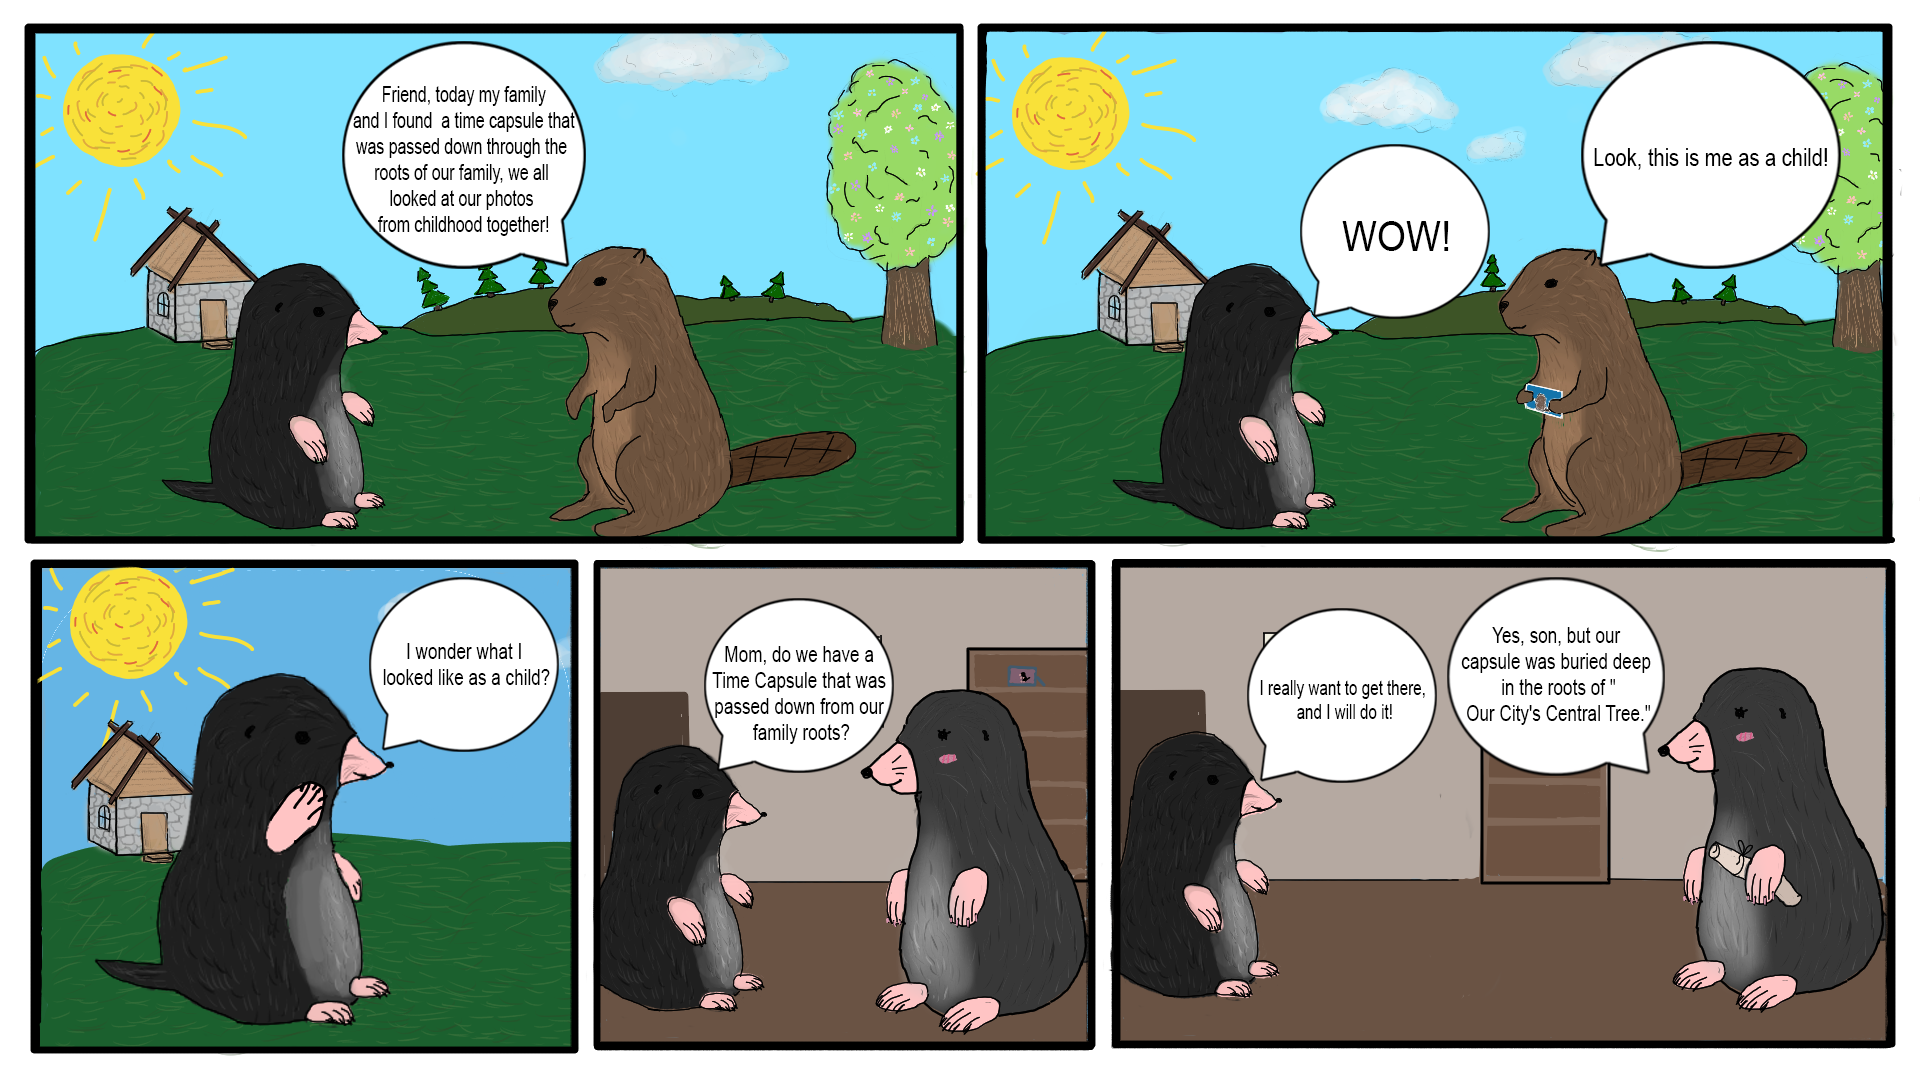 Friend, today my family
and I found a time capsule that
was passed down through the
roots of our family, we all
looked at our photos
from childhood together!
WOW!
Look, this is me as a child!
I wonder what I
looked like as a child?
Mom, do we have a
Time Capsule that was
passed down from our
family roots?
I really want to get there,
and I will do it!
Yes, son, but our
capsule was buried deep
in the roots of "
Our City's Central Tree."